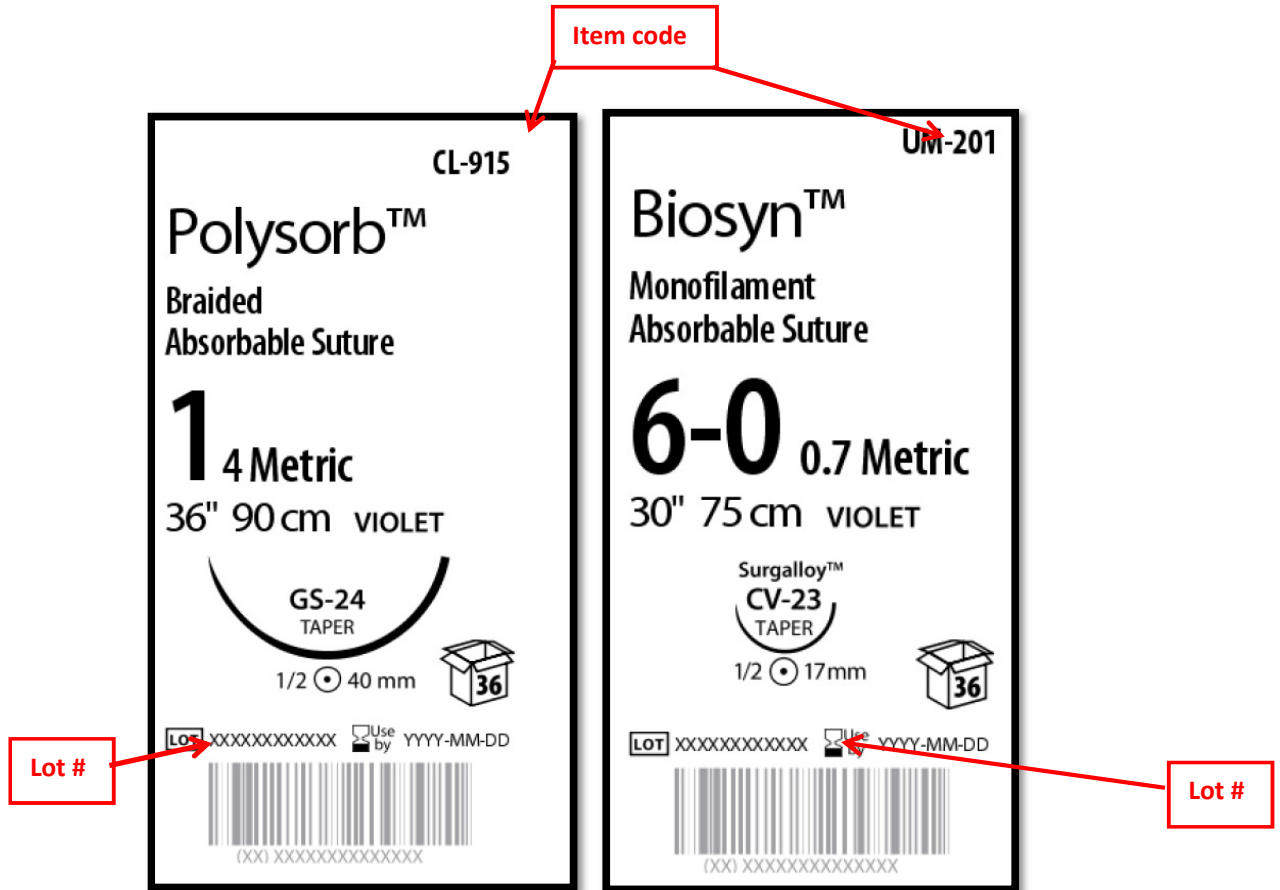 Item code
CL-915
Polysorb™
Braided
Absorbable Suture
1 4 Metric
36" 90 cm VIOLET
GS-24
TAPER
1/2 40 mm
36
LOT XXXXXXXXXXXX Use by YYYY-MM-DD
(XX) XXXXXXXXXXXXXX
Lot #
UM-201
Biosyn™
Monofilament
Absorbable Suture
6-0 0.7 Metric
30" 75 cm VIOLET
Surgalloy™
CV-23
TAPER
1/2 17mm
36
LOT XXXXXXXXXXXX Use by YYYY-MM-DD
(XX) XXXXXXXXXXXXXX
Lot #